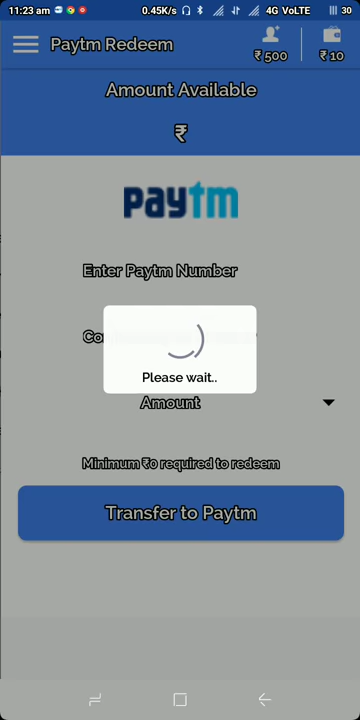 11:23 am 0.45K/s 4G VoLTE 30
Paytm Redeem
₹ 500 ₹ 10
Amount Available
₹
paytm
Enter Paytm Number
Please wait..
Amount
Minimum ₹0 required to redeem
Transfer to Paytm